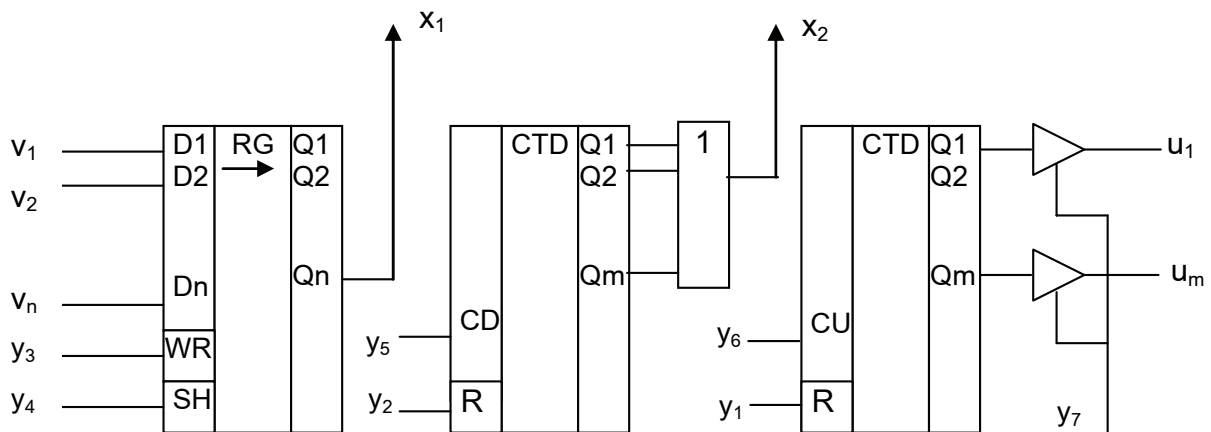 x1
x2
v1
D1
RG
Q1
CTD
Q1
1
CTD
Q1
u1
v2
D2
Q2
Q2
Q2
vn
Dn
Qn
Qm
Qm
um
y3
WR
y5
CD
y6
CU
y4
SH
y2
R
y1
R
y7